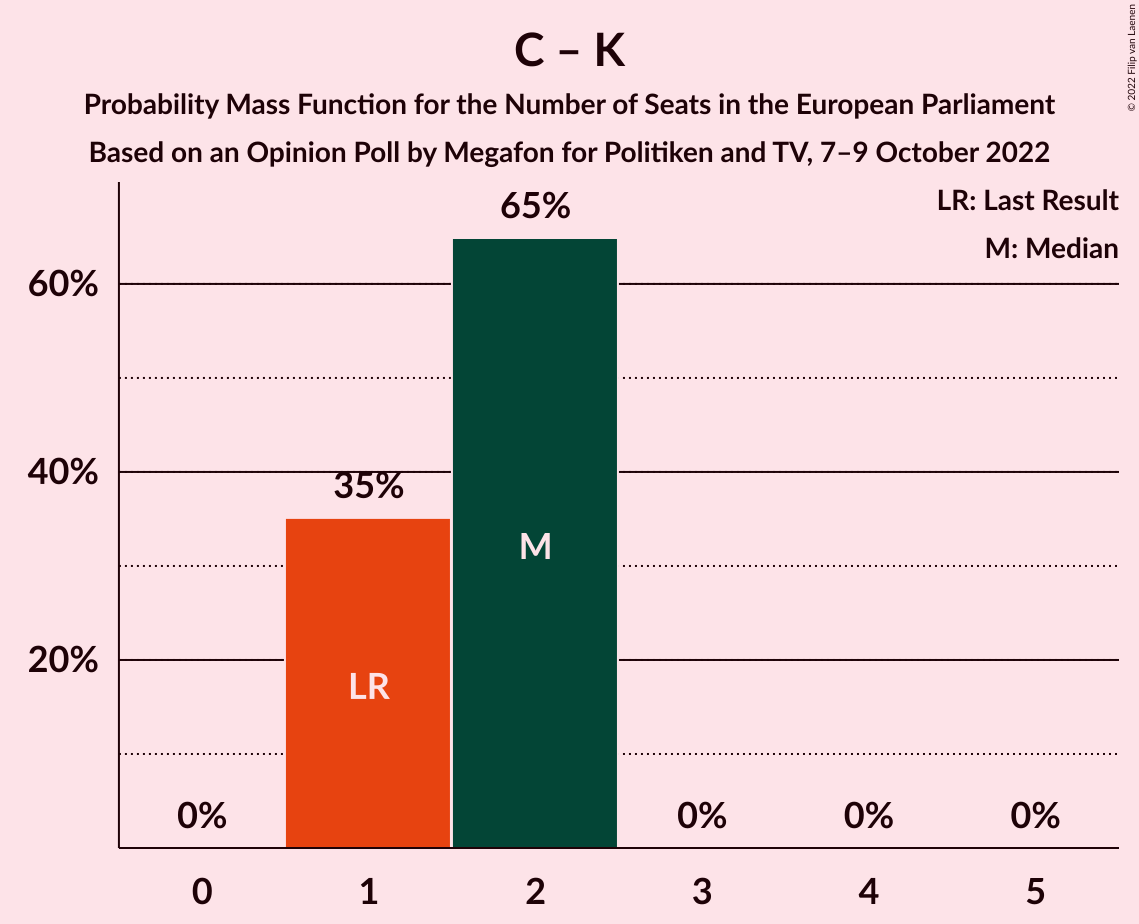 © 2022 Filip van Laenen
C – K
Probability Mass Function for the Number of Seats in the European Parliament
Based on an Opinion Poll by Megafon for Politiken and TV, 7–9 October 2022
LR: Last Result
M: Median
65%
60%
40%
35%
M
20%
LR
0%
0%
0%
0%
0 1 2 3 4 5